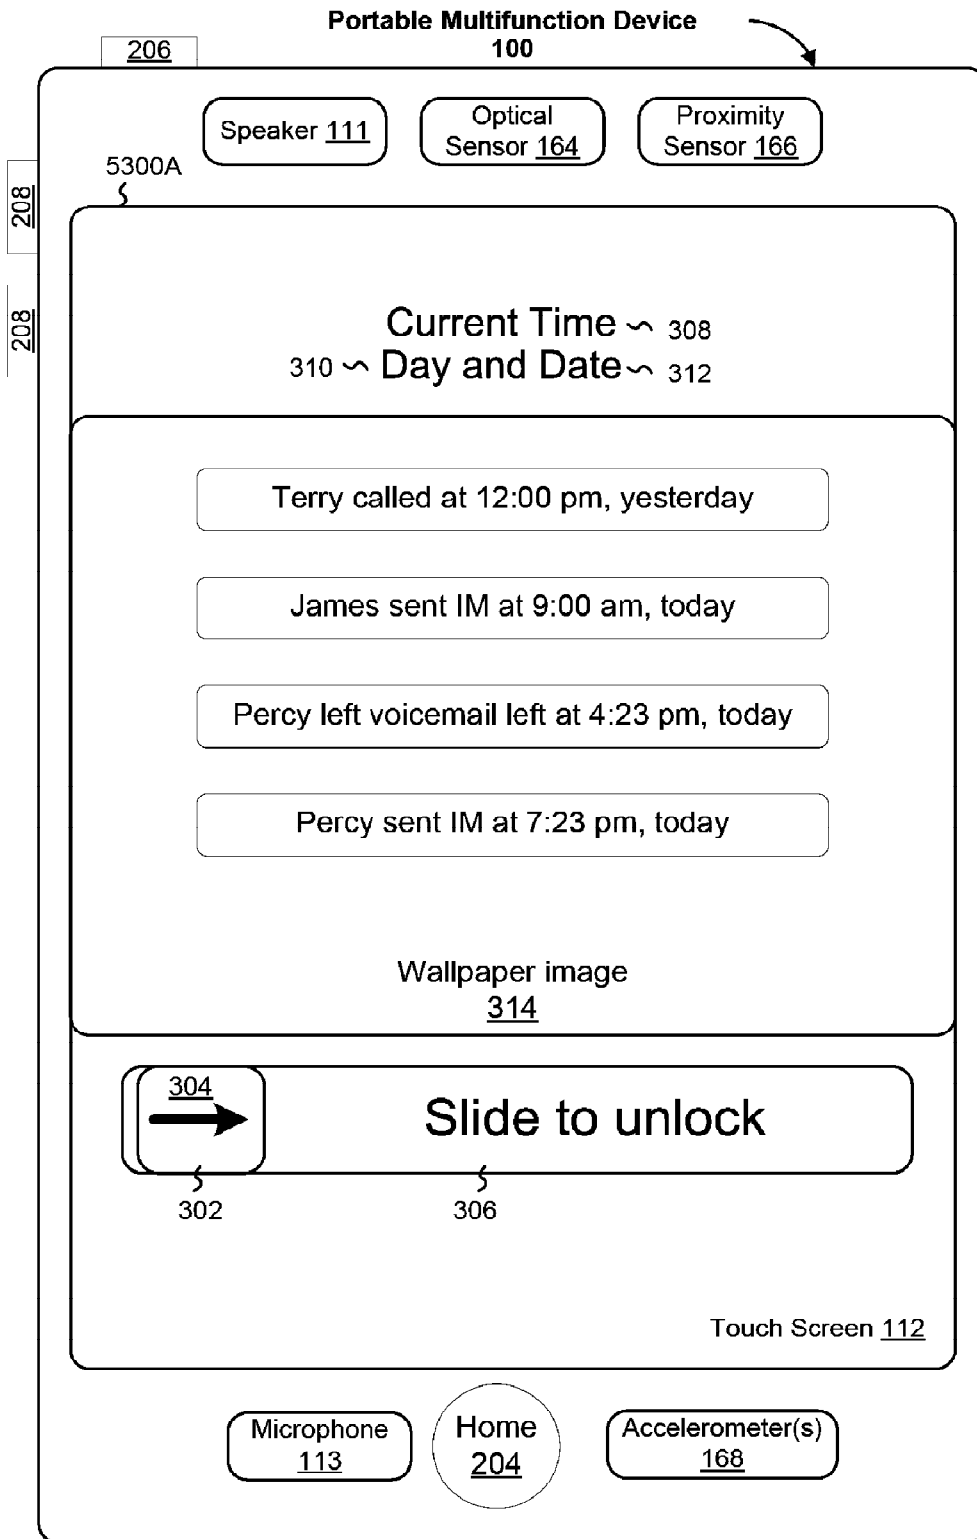 Portable Multifunction Device
100
206
Speaker 111
Optical
Sensor 164
Proximity
Sensor 166
5300A
208
208
Current Time 308
310 Day and Date 312
Terry called at 12:00 pm, yesterday
James sent IM at 9:00 am, today
Percy left voicemail left at 4:23 pm, today
Percy sent IM at 7:23 pm, today
Wallpaper image
314
304
Slide to unlock
302
306
Touch Screen 112
Microphone
113
Home
204
Accelerometer(s)
168